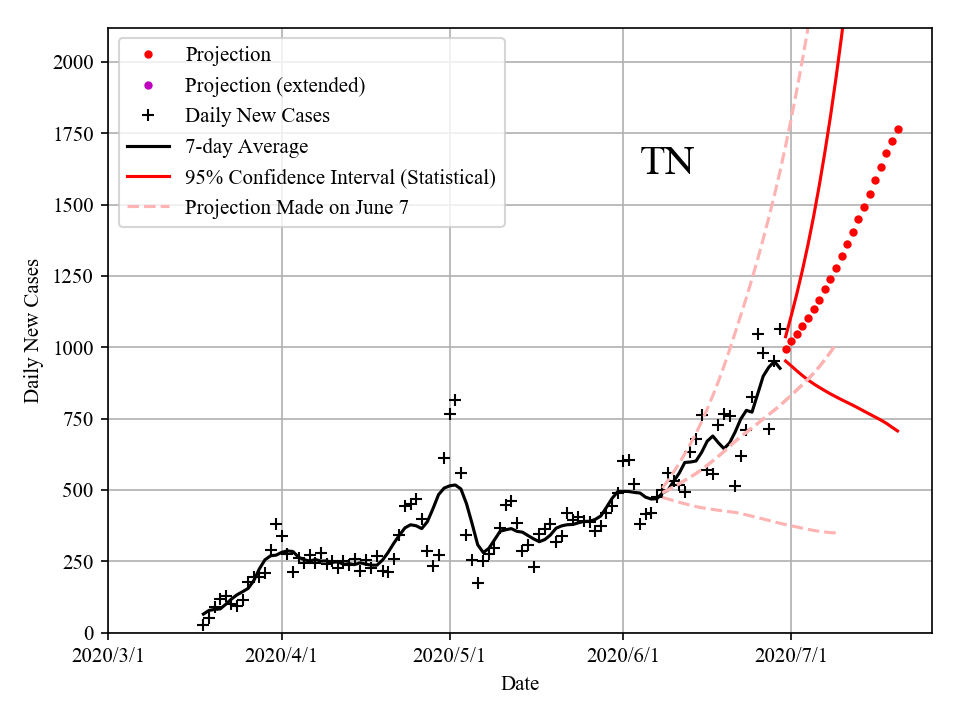 Projection
Projection (extended)
Daily New Cases
7-day Average
95% Confidence Interval (Statistical)
Projection Made on June 7
TN
2000
1750
1500
1250
1000
750
500
250
0
Daily New Cases
2020/3/1 2020/4/1 2020/5/1 2020/6/1 2020/7/1
Date